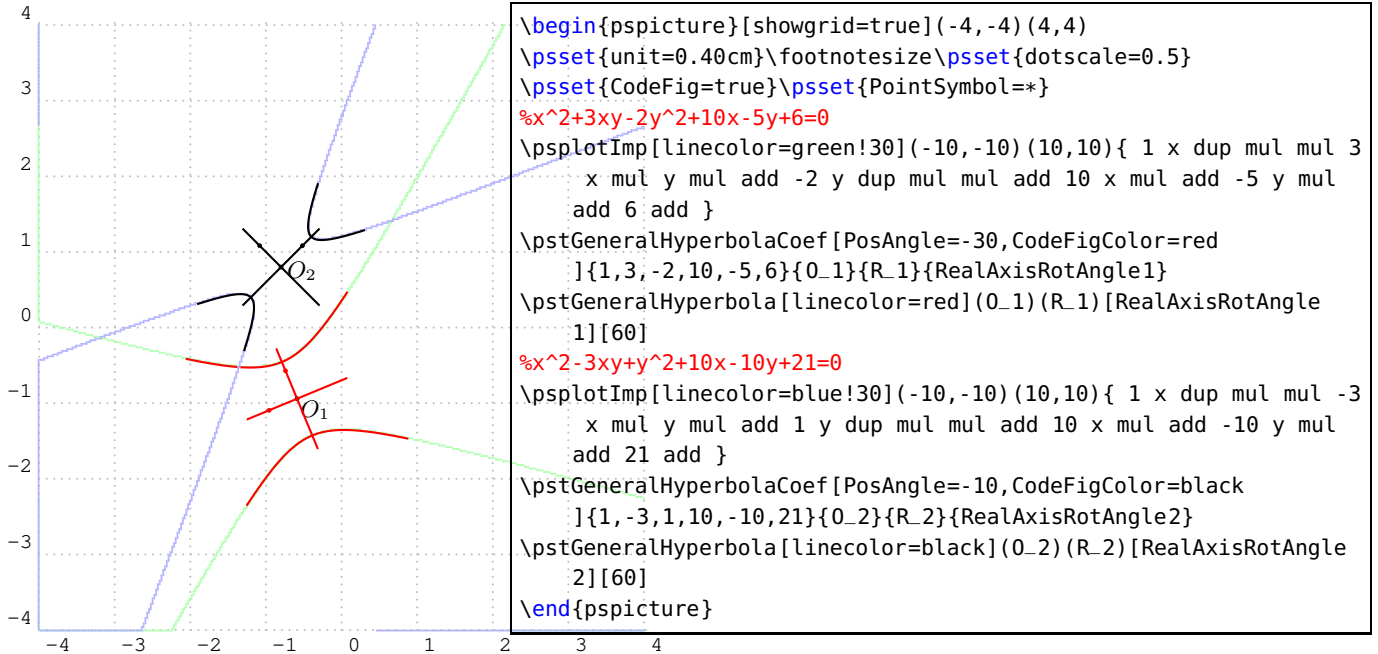 4
3
2
1
0
−1
−2
−3
−4
−4 −3 −2 −1 0 1 2 3 4
O2
O1
\begin{pspicture}[showgrid=true](-4,-4)(4,4)
\psset{unit=0.40cm}\footnotesize\psset{dotscale=0.5}
\psset{CodeFig=true}\psset{PointSymbol=*}
%x^2+3xy-2y^2+10x-5y+6=0
\psplotImp[linecolor=green!30](-10,-10)(10,10){ 1 x dup mul mul 3
x mul y mul add -2 y dup mul mul add 10 x mul add -5 y mul
add 6 add }
\pstGeneralHyperbolaCoef[PosAngle=-30,CodeFigColor=red
]{1,3,-2,10,-5,6}{O_1}{R_1}{RealAxisRotAngle1}
\pstGeneralHyperbola[linecolor=red](O_1)(R_1)[RealAxisRotAngle
1][60]
%x^2-3xy+y^2+10x-10y+21=0
\psplotImp[linecolor=blue!30](-10,-10)(10,10){ 1 x dup mul mul -3
x mul y mul add 1 y dup mul mul add 10 x mul add -10 y mul
add 21 add }
\pstGeneralHyperbolaCoef[PosAngle=-10,CodeFigColor=black
]{1,-3,1,10,-10,21}{O_2}{R_2}{RealAxisRotAngle2}
\pstGeneralHyperbola[linecolor=black](O_2)(R_2)[RealAxisRotAngle
2][60]
\end{pspicture}